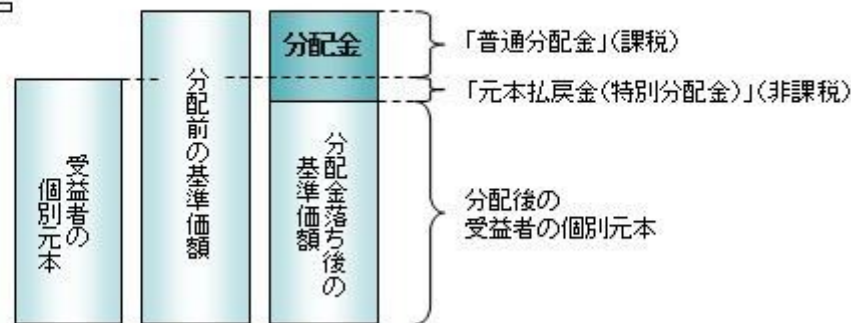 受益者の
個別元本
分配前の基準価額
分配金
分配金落ち後の
基準価額
「普通分配金」(課税)
「元本払戻金(特別分配金)」(非課税)
分配後の
受益者の個別元本